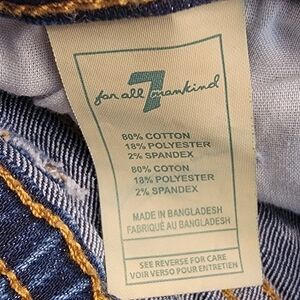 for all 7 mankind
80% COTTON
18% POLYESTER
2% SPANDEX
80% COTON
18% POLYESTER
2% SPANDEX
MADE IN BANGLADESH
FABRIQUÉ AU BANGLADESH
SEE REVERSE FOR CARE
VOIR VERSO POUR ENTRETIEN